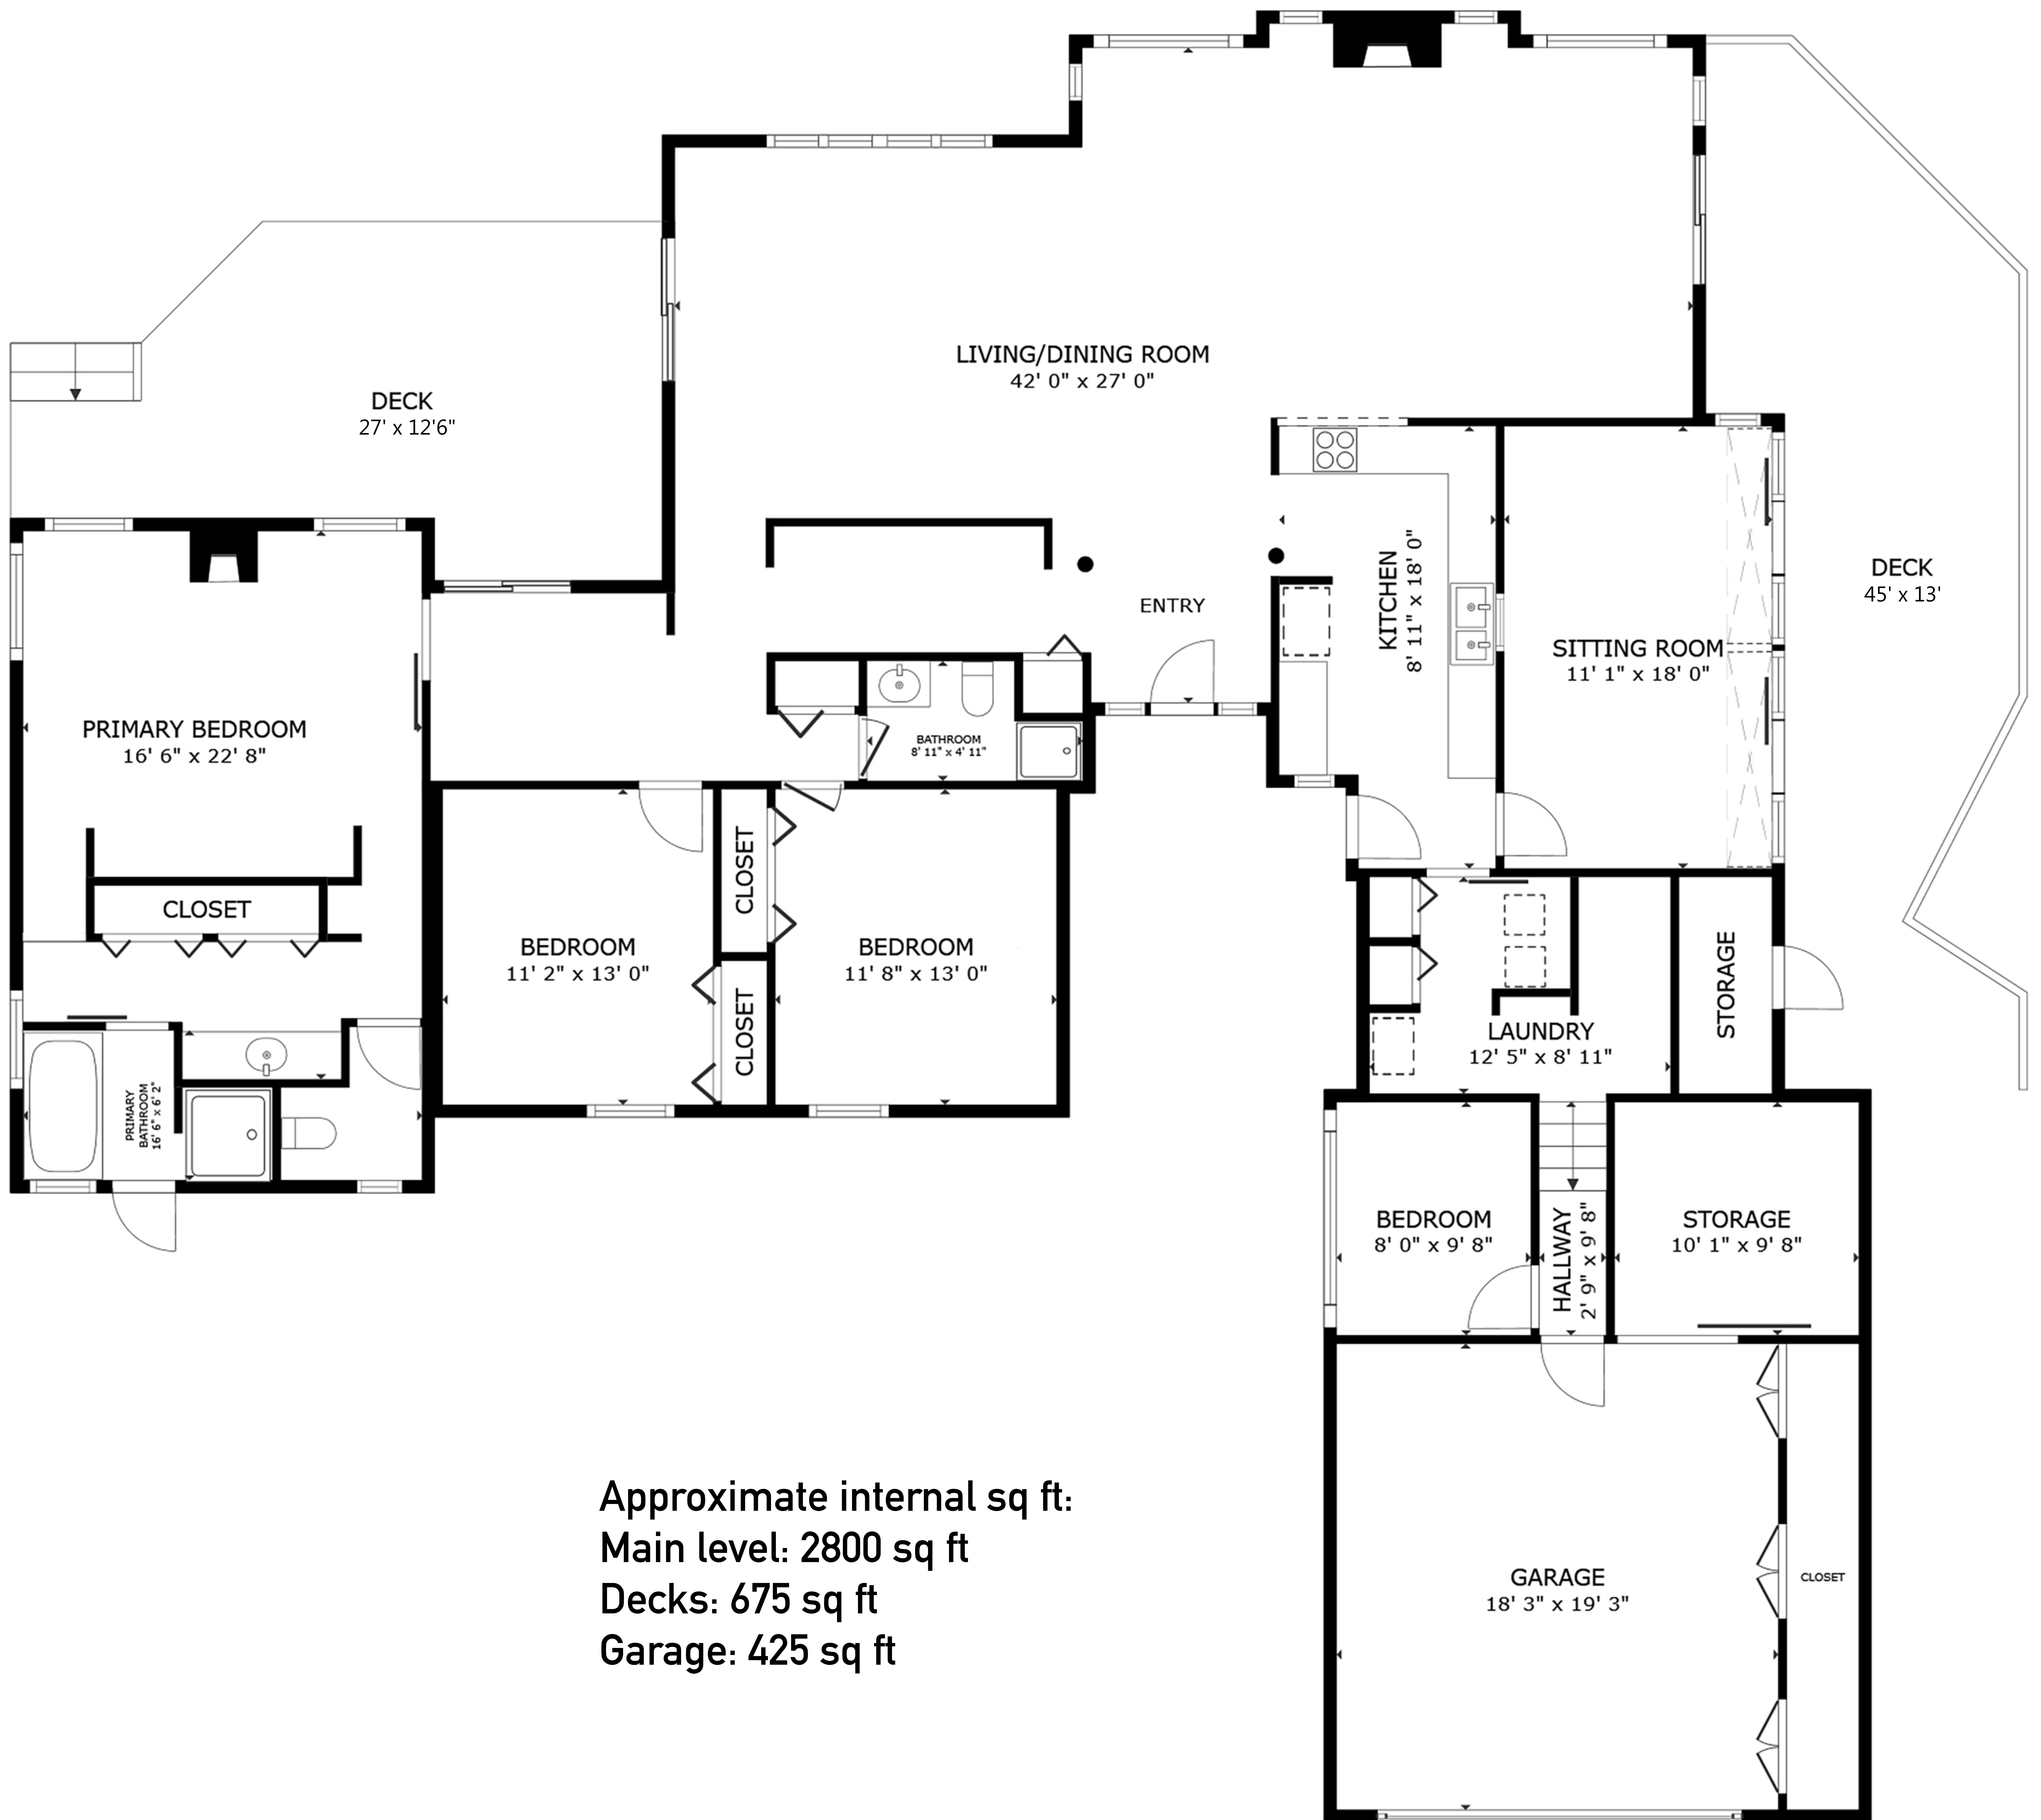 LIVING/DINING ROOM
42' 0" x 27' 0"
DECK
27' x 12'6"
ENTRY
KITCHEN
8' 11" x 18' 0"
SITTING ROOM
11' 1" x 18' 0"
DECK
45' x 13'
PRIMARY BEDROOM
16' 6" x 22' 8"
BATHROOM
8' 11" x 4' 11"
CLOSET
CLOSET
BEDROOM
11' 2" x 13' 0"
BEDROOM
11' 8" x 13' 0"
CLOSET
STORAGE
LAUNDRY
12' 5" x 8' 11"
PRIMARY
BATHROOM
16' 6" x 6' 2"
BEDROOM
8' 0" x 9' 8"
HALLWAY
2' 9" x 9' 8"
STORAGE
10' 1" x 9' 8"
GARAGE
18' 3" x 19' 3"
CLOSET
Approximate internal sq ft:
Main level: 2800 sq ft
Decks: 675 sq ft
Garage: 425 sq ft